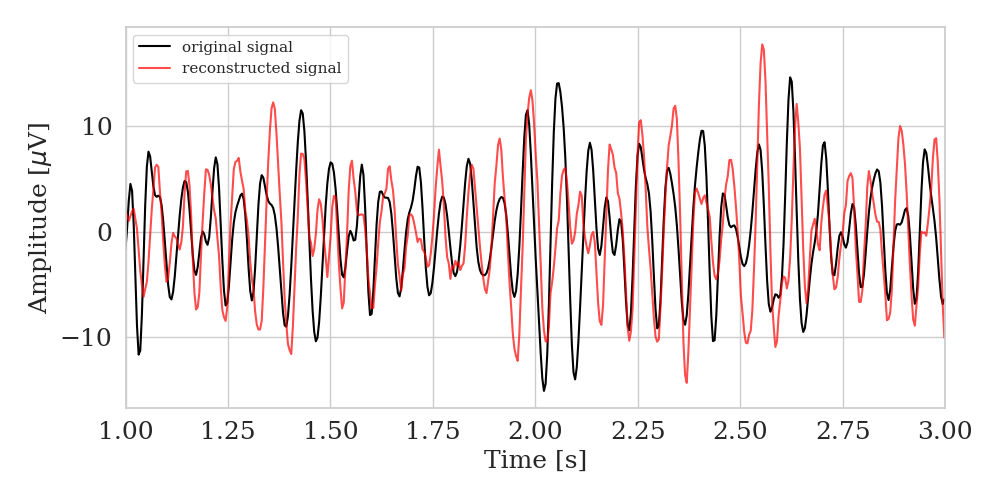 original signal
reconstructed signal
Amplitude [μV]
10
0
−10
1.00 1.25 1.50 1.75 2.00 2.25 2.50 2.75 3.00
Time [s]